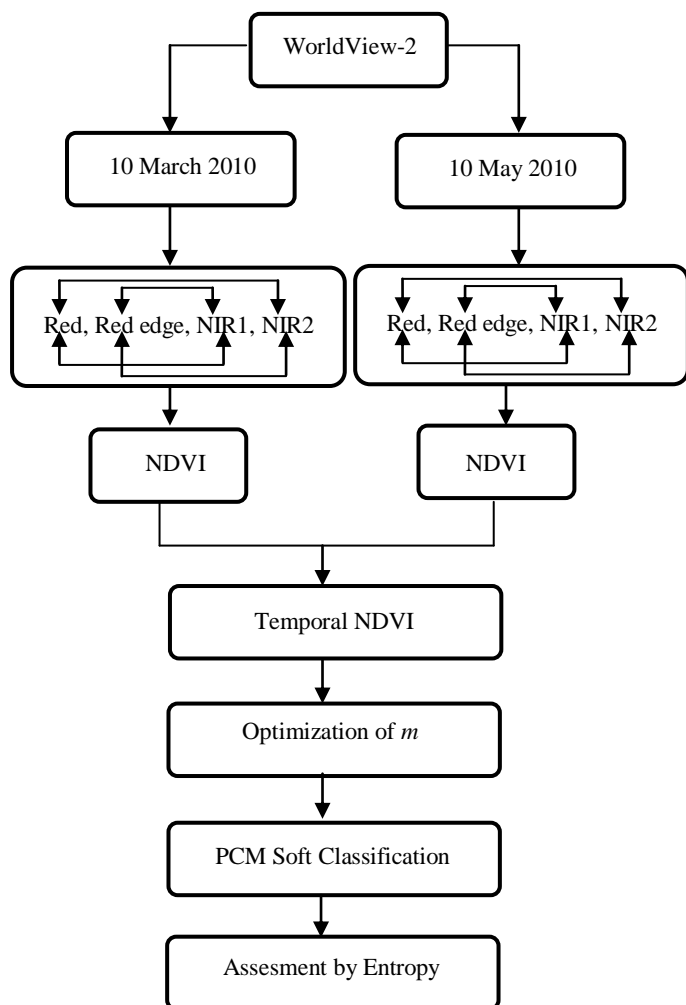 WorldView-2
10 March 2010
10 May 2010
Red, Red edge, NIR1, NIR2
Red, Red edge, NIR1, NIR2
NDVI
NDVI
Temporal NDVI
Optimization of m
PCM Soft Classification
Assesment by Entropy